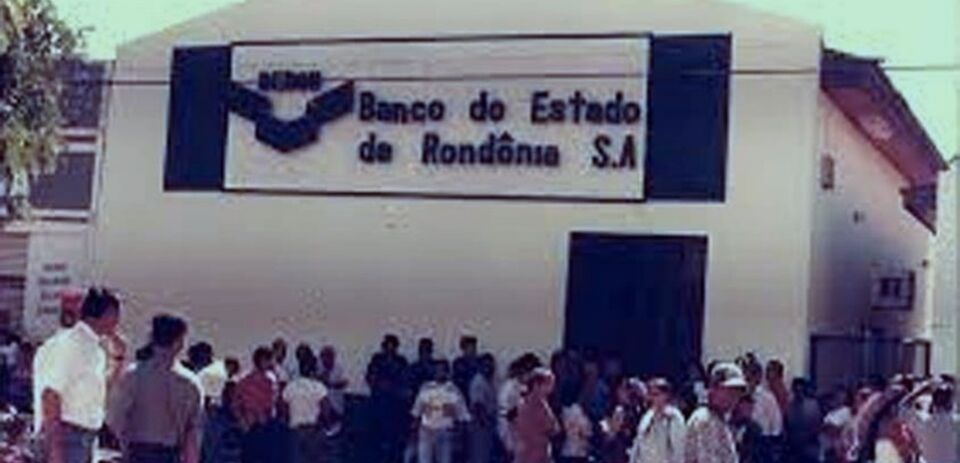 BERON
Banco do Estado
de Rondônia S.A